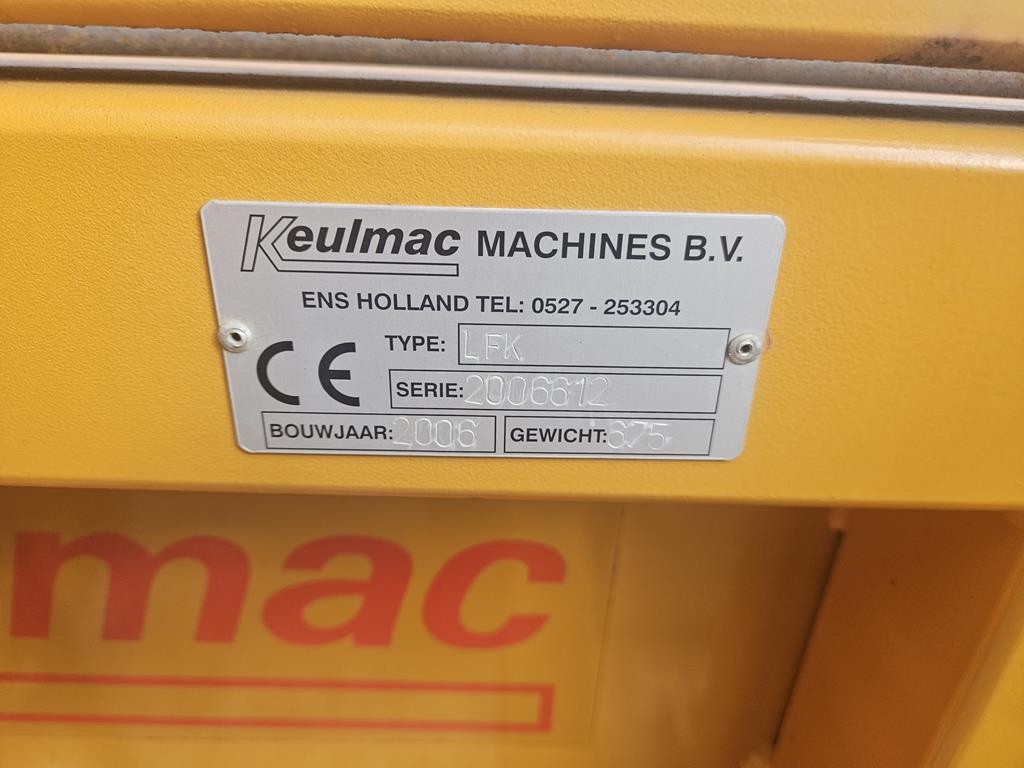 Keulmac MACHINES B.V.
ENS HOLLAND TEL: 0527 - 253304
TYPE: LFK
CE
SERIE: 2006612
BOUWJAAR: 2006 GEWICHT: 675
mac